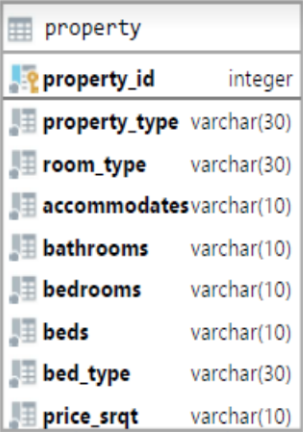 property
property_id integer
property_type varchar(30)
room_type varchar(30)
accommodates varchar(10)
bathrooms varchar(10)
bedrooms varchar(10)
beds varchar(10)
bed_type varchar(30)
price_srqt varchar(10)